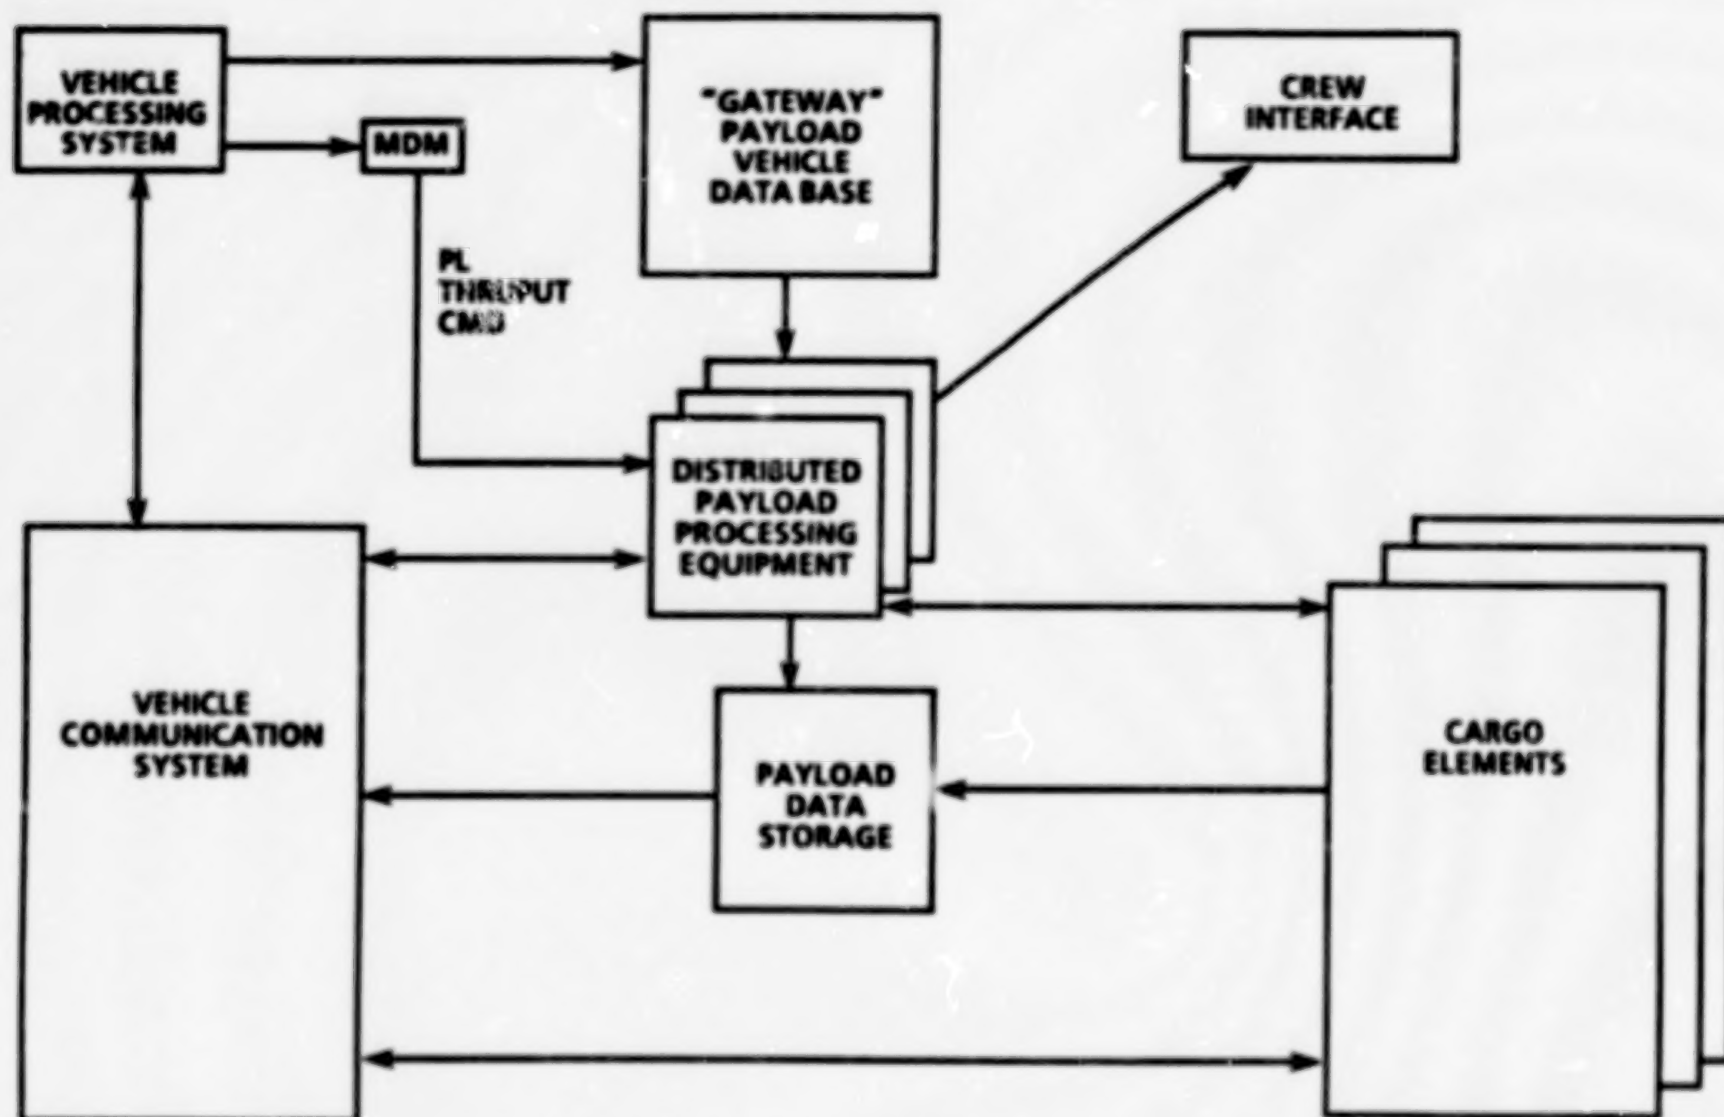 VEHICLE
PROCESSING
SYSTEM
MDM
"GATEWAY"
PAYLOAD
VEHICLE
DATA BASE
CREW
INTERFACE
PL
THRUPUT
CMD
DISTRIBUTED
PAYLOAD
PROCESSING
EQUIPMENT
VEHICLE
COMMUNICATION
SYSTEM
PAYLOAD
DATA
STORAGE
CARGO
ELEMENTS